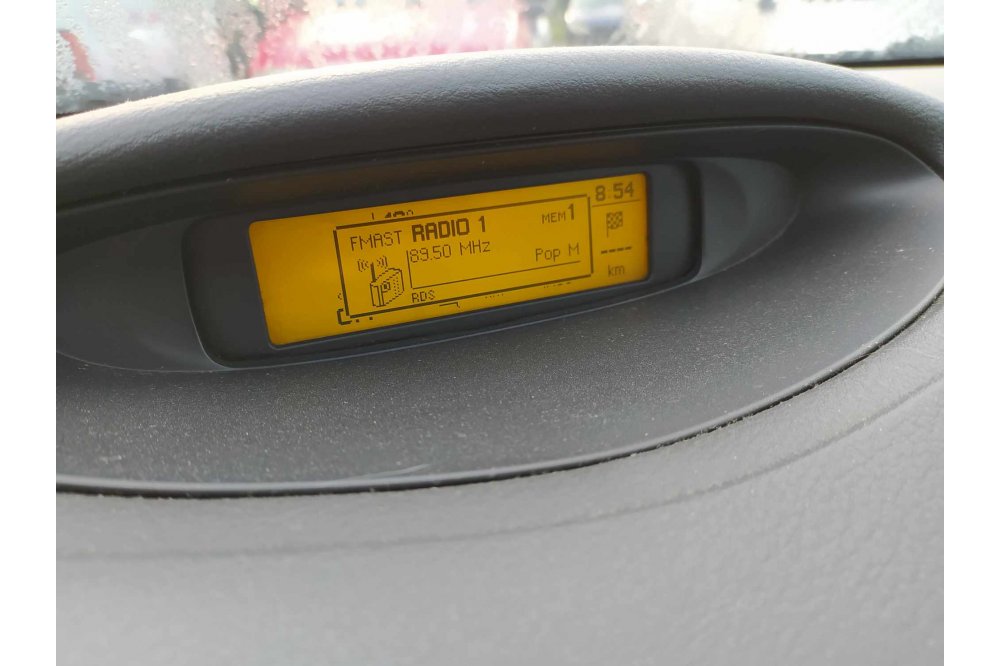 8:54
FMAST RADIO 1 MEM 1
89.50 MHz
Pop M
----
km
RDS